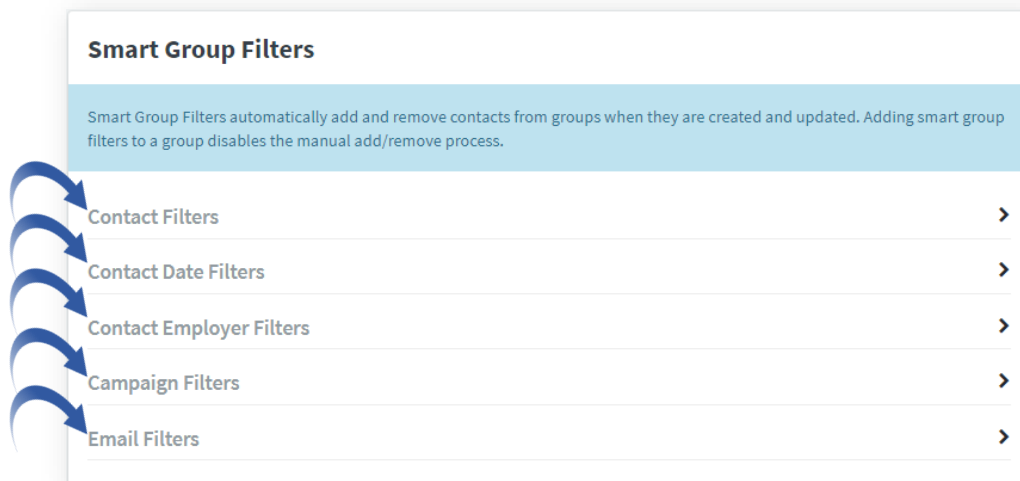 Smart Group Filters
Smart Group Filters automatically add and remove contacts from groups when they are created and updated. Adding smart group
filters to a group disables the manual add/remove process.
Contact Filters
Contact Date Filters
Contact Employer Filters
Campaign Filters
Email Filters